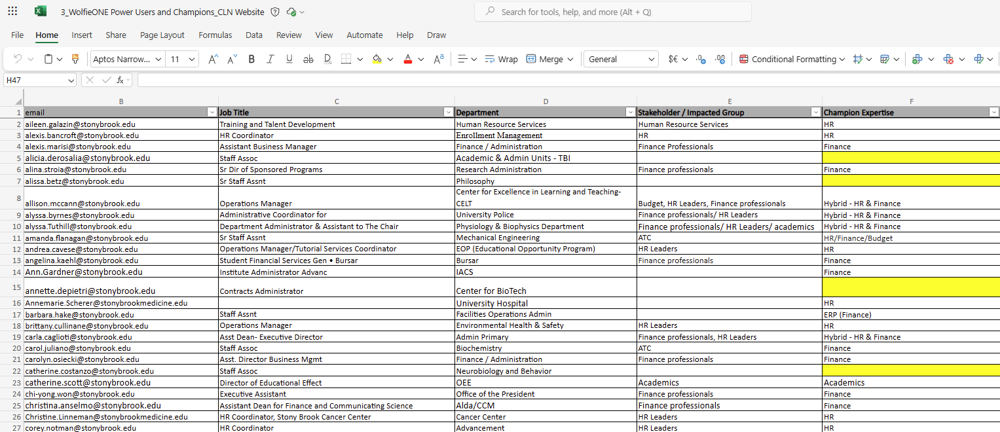 3_WolfieONE Power Users and Champions_CLN Website
Search for tools, help, and more (Alt + Q)
File Home Insert Share Page Layout Formulas Data Review View Automate Help Draw
Aptos Narrow... 11 B I U ab D A Wrap Merge General $€ .0 .00 Conditional Formatting
H47 fx
B C D E F
1 email Job Title Department Stakeholder / Impacted Group Champion Expertise
2 aileen.galazin@stonybrook.edu Training and Talent Development Human Resource Services Human Resource Services HR
3 alexis.bancroft@stonybrook.edu HR Coordinator Enrollment Management HR HR
4 alexis.marisi@stonybrook.edu Assistant Business Manager Finance / Administration Finance Professionals Finance
5 alicia.derosalia@stonybrook.edu Staff Assoc Academic & Admin Units - TBI
6 alina.stroia@stonybrook.edu Sr Dir of Sponsored Programs Research Administration Finance professionals Finance
7 alissa.betz@stonybrook.edu Sr Staff Assnt Philosophy
Center for Excellence in Learning and Teaching-
8 allison.mccann@stonybrook.edu Operations Manager CELT Budget, HR Leaders, Finance professionals Hybrid - HR & Finance
9 alyssa.byrnes@stonybrook.edu Administrative Coordinator for University Police Finance professionals/ HR Leaders Hybrid - HR & Finance
10 alyssa.Tuthill@stonybrook.edu Department Administrator & Assistant to The Chair Physiology & Biophysics Department Finance professionals/ HR Leaders/ academics Hybrid - HR & Finance
11 amanda.flanagan@stonybrook.edu Sr Staff Assnt Mechanical Engineering ATC HR/Finance/Budget
12 andrea.cavese@stonybrook.edu Operations Manager/Tutorial Services Coordinator EOP (Educational Opportunity Program) HR Leaders HR
13 angelina.kaehl@stonybrook.edu Student Financial Services Gen • Bursar Bursar Finance professionals Finance
14 Ann.Gardner@stonybrook.edu Institute Administrator Advanc IACS Finance
15 annette.depietri@stonybrook.edu Contracts Administrator Center for BioTech
16 Annemarie.Scherer@stonybrookmedicine.edu University Hospital HR
17 barbara.hake@stonybrook.edu Staff Assnt Facilities Operations Admin ERP (Finance)
18 brittany.cullinane@stonybrook.edu Operations Manager Environmental Health & Safety HR Leaders HR
19 carla.caglioti@stonybrook.edu Asst Dean- Executive Director Admin Primary Finance professionals, HR Leaders Hybrid - HR & Finance
20 carol.juliano@stonybrook.edu Staff Assoc Biochemistry ATC Finance
21 carolyn.osiecki@stonybrook.edu Asst. Director Business Mgmt Finance / Administration Finance professionals Finance
22 catherine.costanzo@stonybrook.edu Staff Assoc Neurobiology and Behavior
23 catherine.scott@stonybrook.edu Director of Educational Effect OEE Academics Academics
24 chi-yong.won@stonybrook.edu Executive Assistant Office of the President Finance professionals Finance
25 christina.anselmo@stonybrook.edu Assistant Dean for Finance and Communicating Science Alda/CCM Finance professionals Finance
26 Christine.Linneman@stonybrookmedicine.edu HR Coordinator, Stony Brook Cancer Center Cancer Center HR Leaders HR
27 corey.notman@stonybrook.edu HR Coordinator Advancement HR Leaders HR